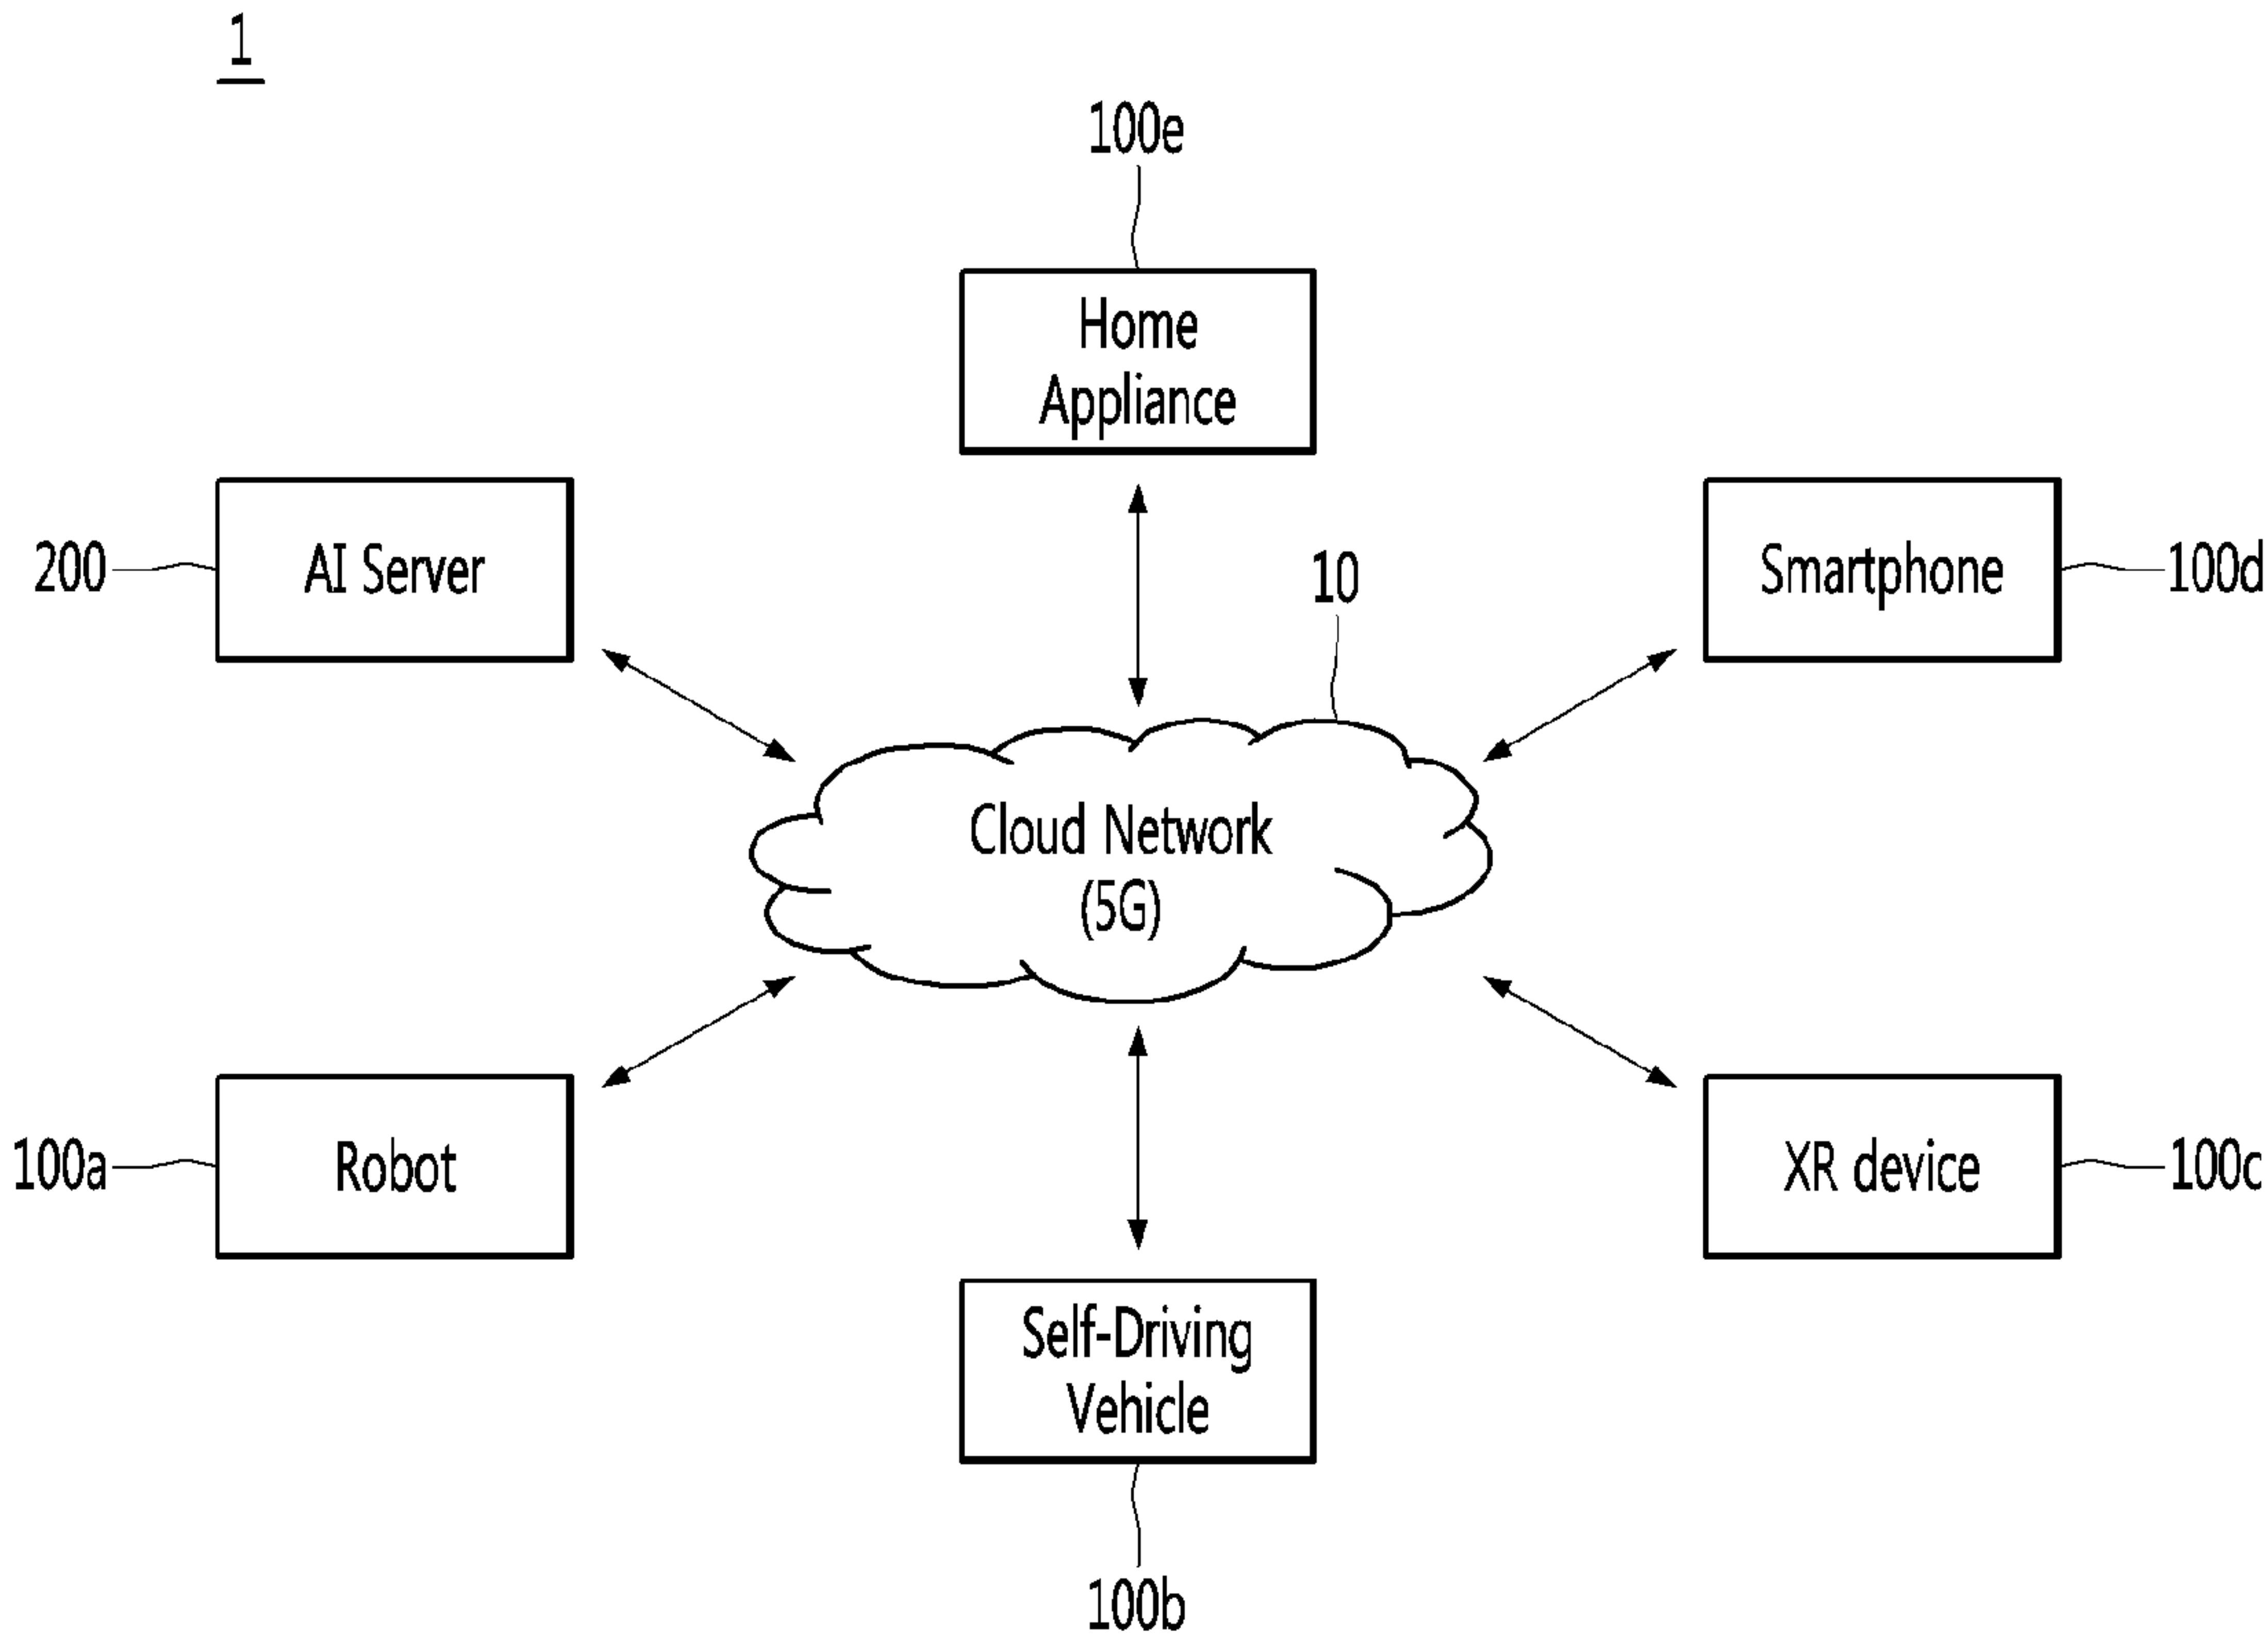 1
100e
Home
Appliance
200
AI Server
10
Smartphone
100d
Cloud Network
(5G)
100a
Robot
XR device
100c
Self-Driving
Vehicle
100b